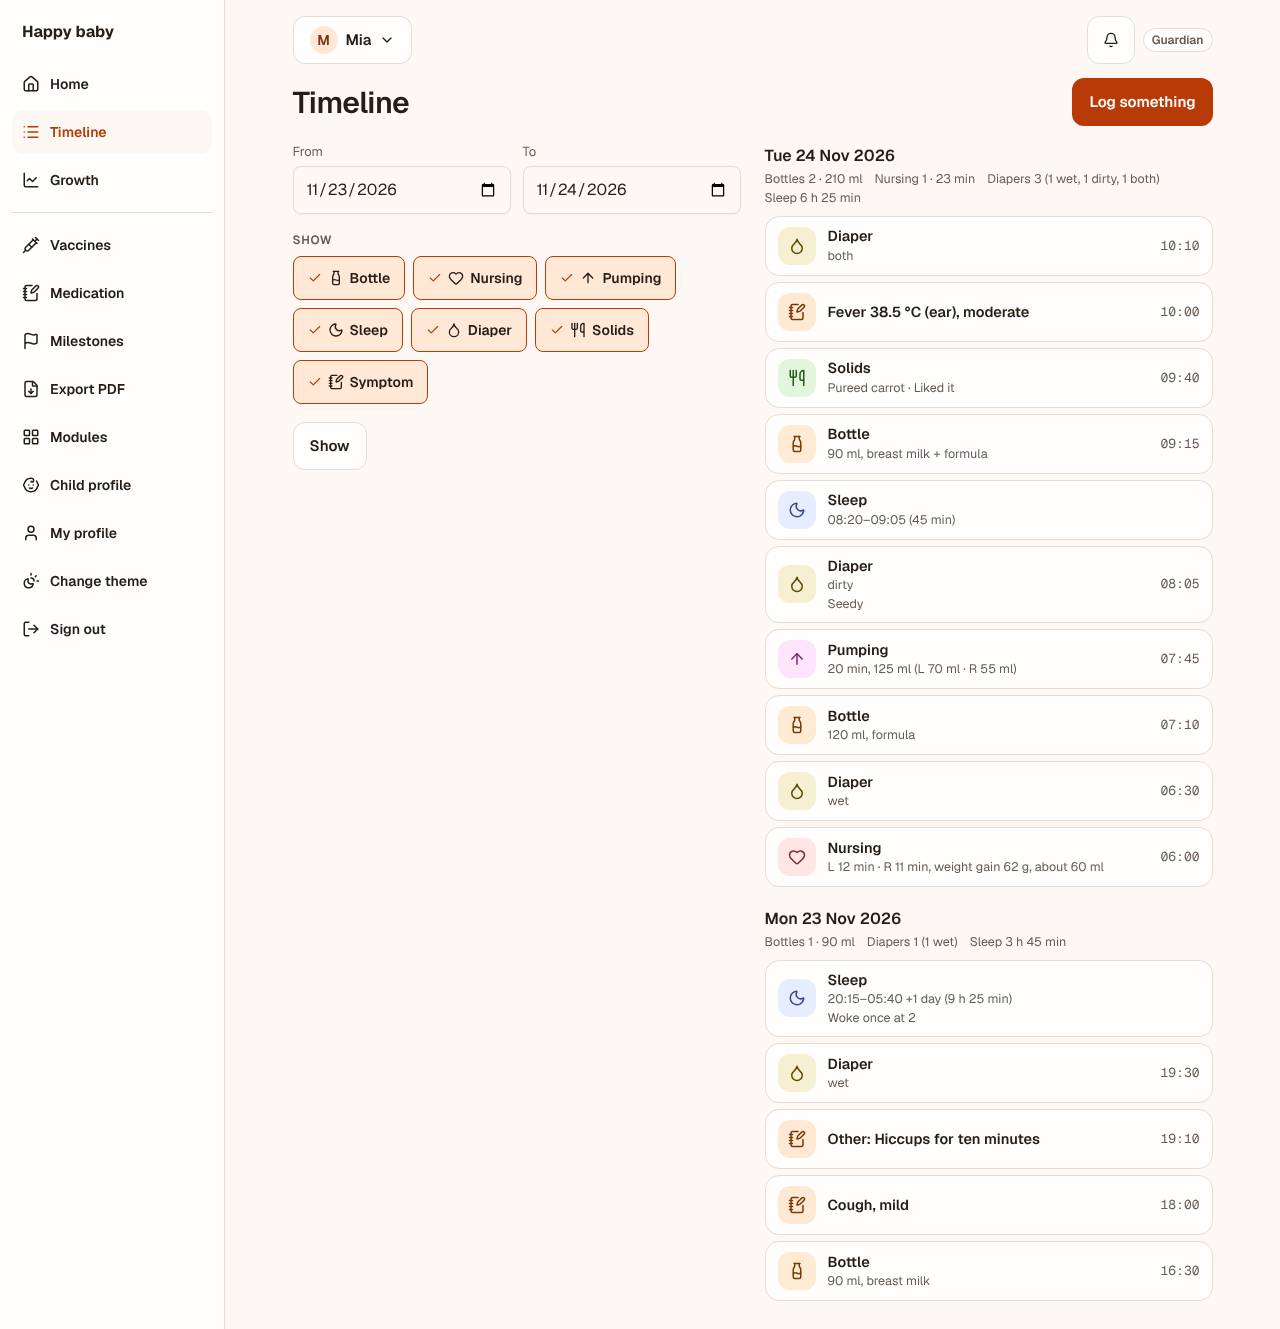 Happy baby
Home
Timeline
Growth
Vaccines
Medication
Milestones
Export PDF
Modules
Child profile
My profile
Change theme
Sign out
M Mia
Guardian
Timeline
Log something
From
To
11/23/2026
11/24/2026
SHOW
Bottle
Nursing
Pumping
Sleep
Diaper
Solids
Symptom
Show
Tue 24 Nov 2026
Bottles 2 · 210 ml Nursing 1 · 23 min Diapers 3 (1 wet, 1 dirty, 1 both)
Sleep 6 h 25 min
Diaper
both
10:10
Fever 38.5 °C (ear), moderate
10:00
Solids
Pureed carrot · Liked it
09:40
Bottle
90 ml, breast milk + formula
09:15
Sleep
08:20–09:05 (45 min)
Diaper
dirty
Seedy
08:05
Pumping
20 min, 125 ml (L 70 ml · R 55 ml)
07:45
Bottle
120 ml, formula
07:10
Diaper
wet
06:30
Nursing
L 12 min · R 11 min, weight gain 62 g, about 60 ml
06:00
Mon 23 Nov 2026
Bottles 1 · 90 ml Diapers 1 (1 wet) Sleep 3 h 45 min
Sleep
20:15–05:40 +1 day (9 h 25 min)
Woke once at 2
Diaper
wet
19:30
Other: Hiccups for ten minutes
19:10
Cough, mild
18:00
Bottle
90 ml, breast milk
16:30